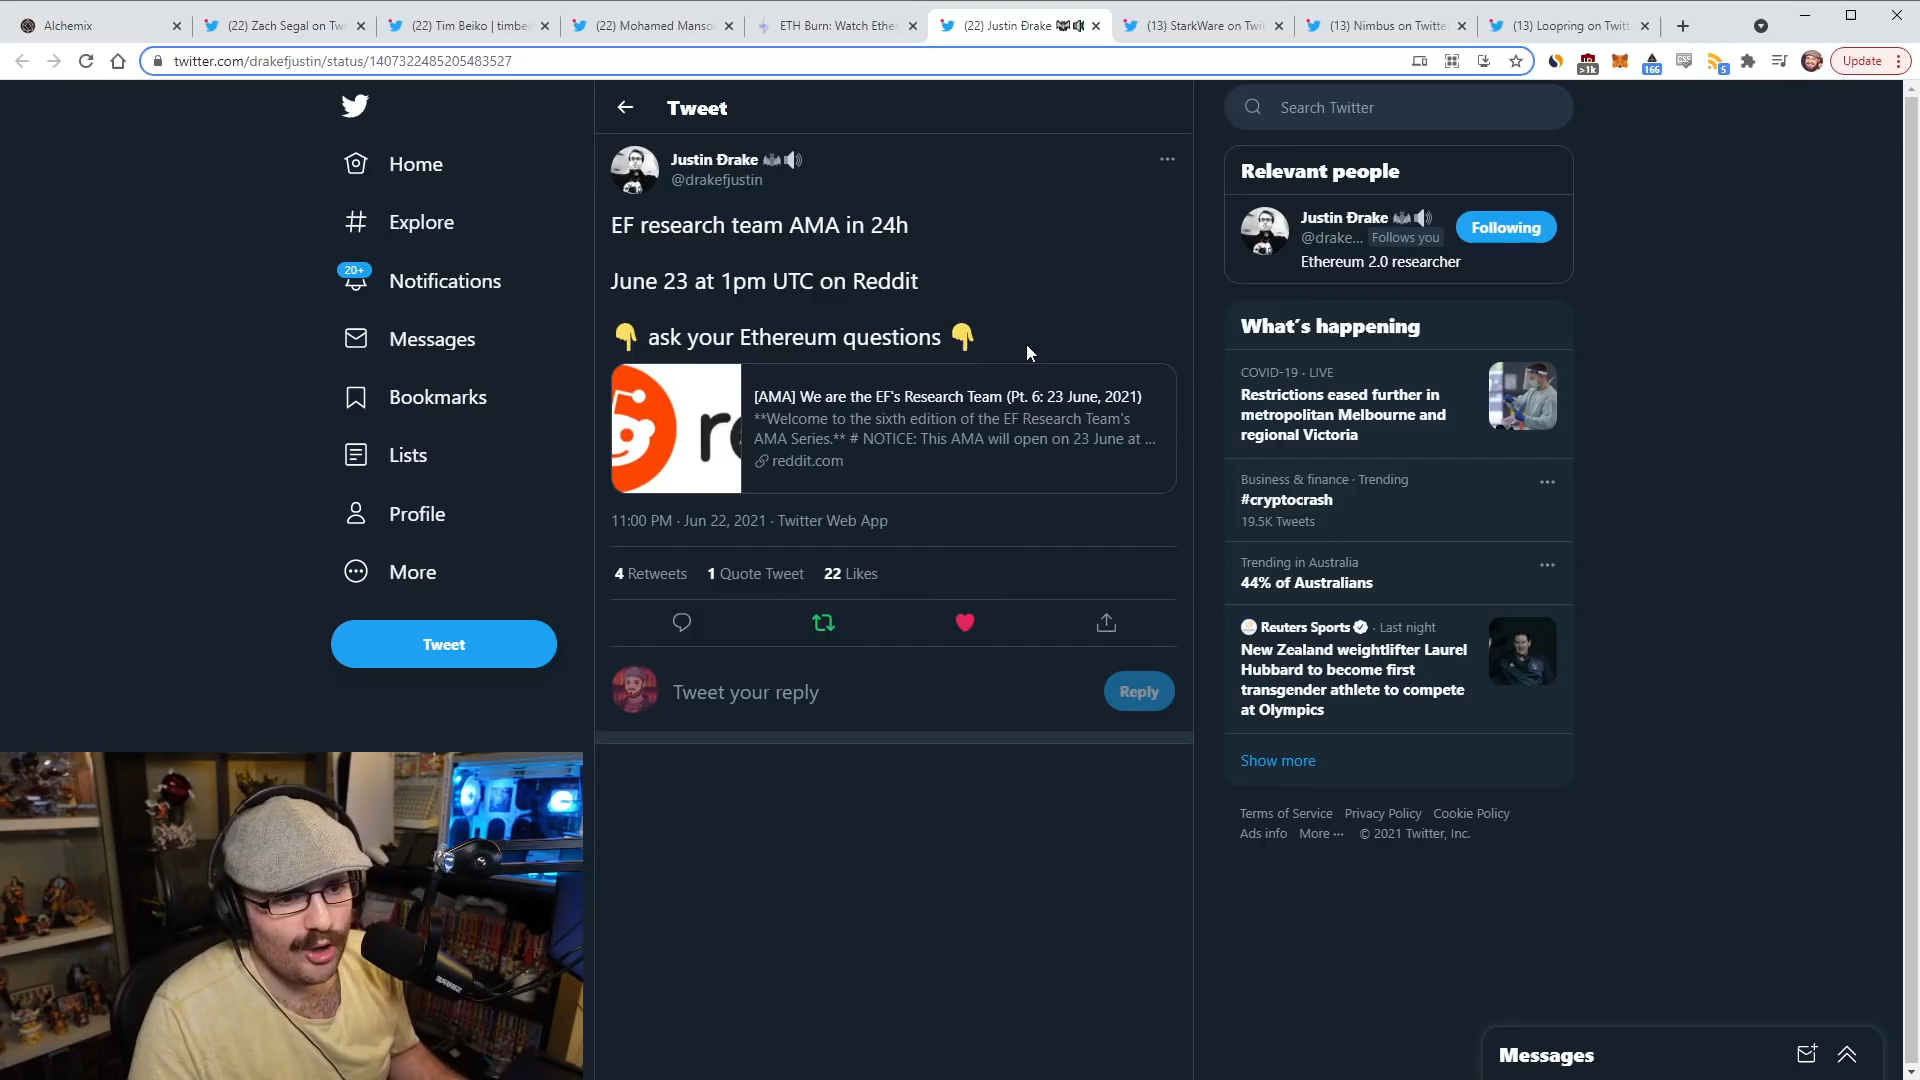 Alchemix
(22) Zach Segal on Tw
(22) Tim Beiko | timbei
(22) Mohamed Manso
ETH Burn: Watch Ether
(22) Justin Ðrake
(13) StarkWare on Twit
(13) Nimbus on Twitte
(13) Loopring on Twitt
twitter.com/drakefjustin/status/1407322485205483527
>1k
166
5
Update
Home
Explore
20+
Notifications
Messages
Bookmarks
Lists
Profile
More
Tweet
Tweet
Justin Ðrake 🦇🔊
@drakefjustin
EF research team AMA in 24h
June 23 at 1pm UTC on Reddit
👇 ask your Ethereum questions 👇
re
[AMA] We are the EF's Research Team (Pt. 6: 23 June, 2021)
**Welcome to the sixth edition of the EF Research Team's
AMA Series.** # NOTICE: This AMA will open on 23 June at ...
reddit.com
11:00 PM · Jun 22, 2021 · Twitter Web App
4 Retweets 1 Quote Tweet 22 Likes
Tweet your reply
Reply
Search Twitter
Relevant people
Justin Ðrake 🦇🔊
@drake... Follows you
Following
Ethereum 2.0 researcher
What's happening
COVID-19 · LIVE
Restrictions eased further in
metropolitan Melbourne and
regional Victoria
Business & finance · Trending
#cryptocrash
19.5K Tweets
Trending in Australia
44% of Australians
Reuters Sports · Last night
New Zealand weightlifter Laurel
Hubbard to become first
transgender athlete to compete
at Olympics
Show more
Terms of Service Privacy Policy Cookie Policy
Ads info More ··· © 2021 Twitter, Inc.
Messages